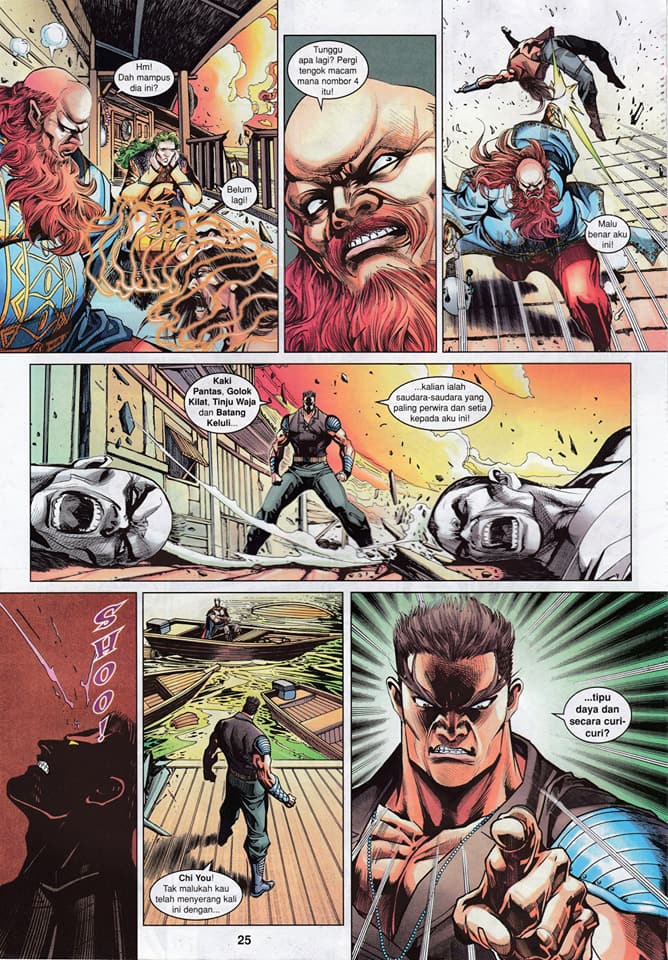 Hm!
Dah mampus
dia ini?
Belum
lagi!
Tunggu
apa lagi? Pergi
tengok macam
mana nombor 4
itu!
Malu
benar aku
ini!
Kaki
Pantas, Golok
Kilat, Tinju Waja
dan Batang
Keluli...
...kalian ialah
saudara-saudara yang
paling perwira dan setia
kepada aku ini!
SHOO!
Chi You!
Tak malukah kau
telah menyerang kali
ini dengan...
...tipu
daya dan
secara curi-
curi?
25